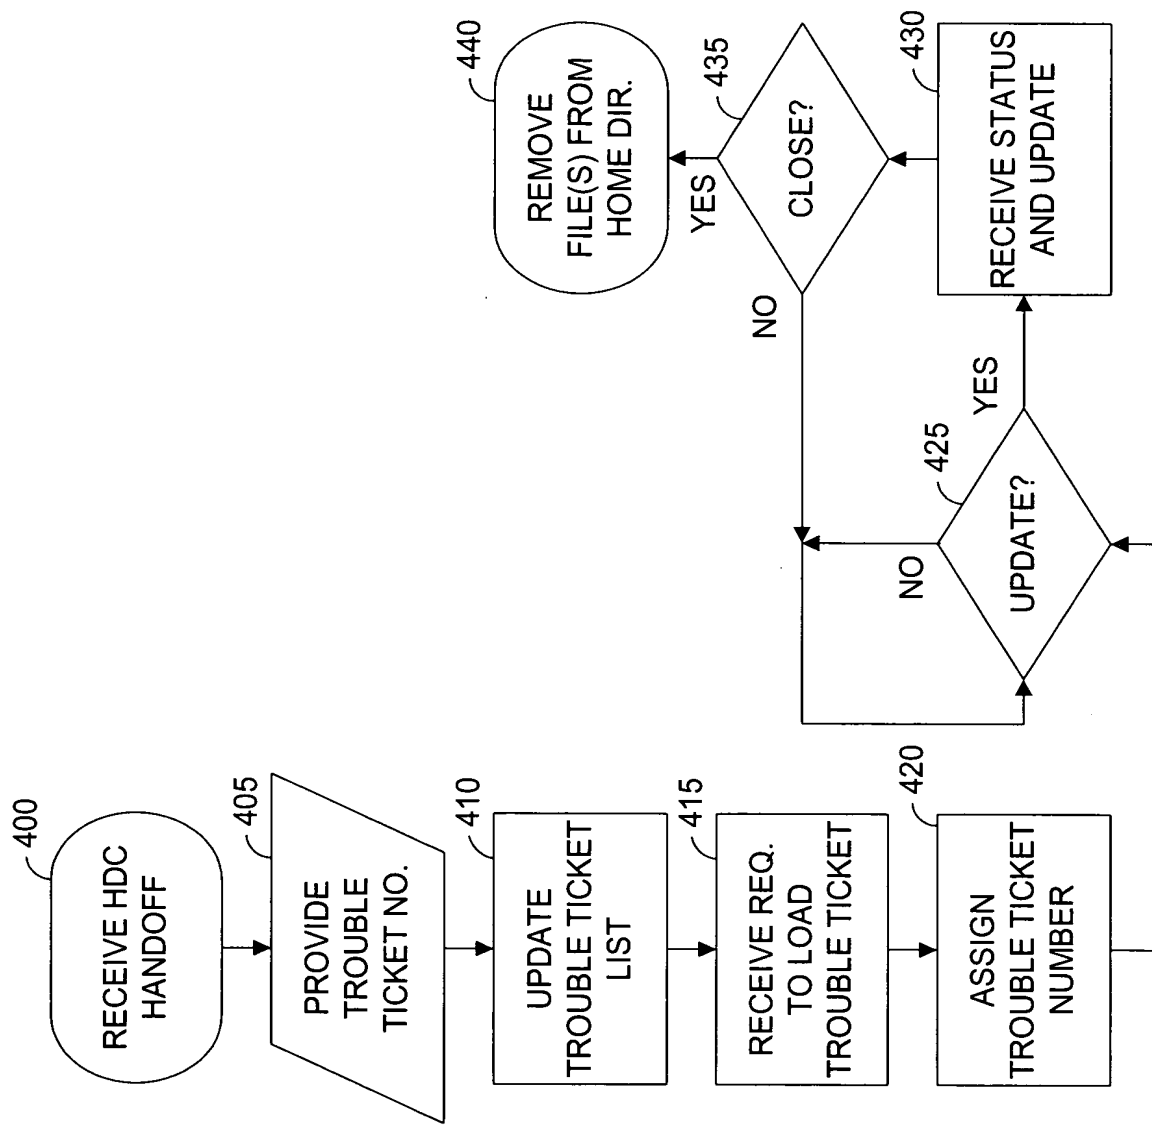 400
RECEIVE HDC
HANDOFF
405
PROVIDE
TROUBLE
TICKET NO.
410
UPDATE
TROUBLE TICKET
LIST
415
RECEIVE REQ.
TO LOAD
TROUBLE TICKET
420
ASSIGN
TROUBLE TICKET
NUMBER
425
UPDATE?
NO
YES
430
RECEIVE STATUS
AND UPDATE
435
CLOSE?
NO
YES
440
REMOVE
FILE(S) FROM
HOME DIR.